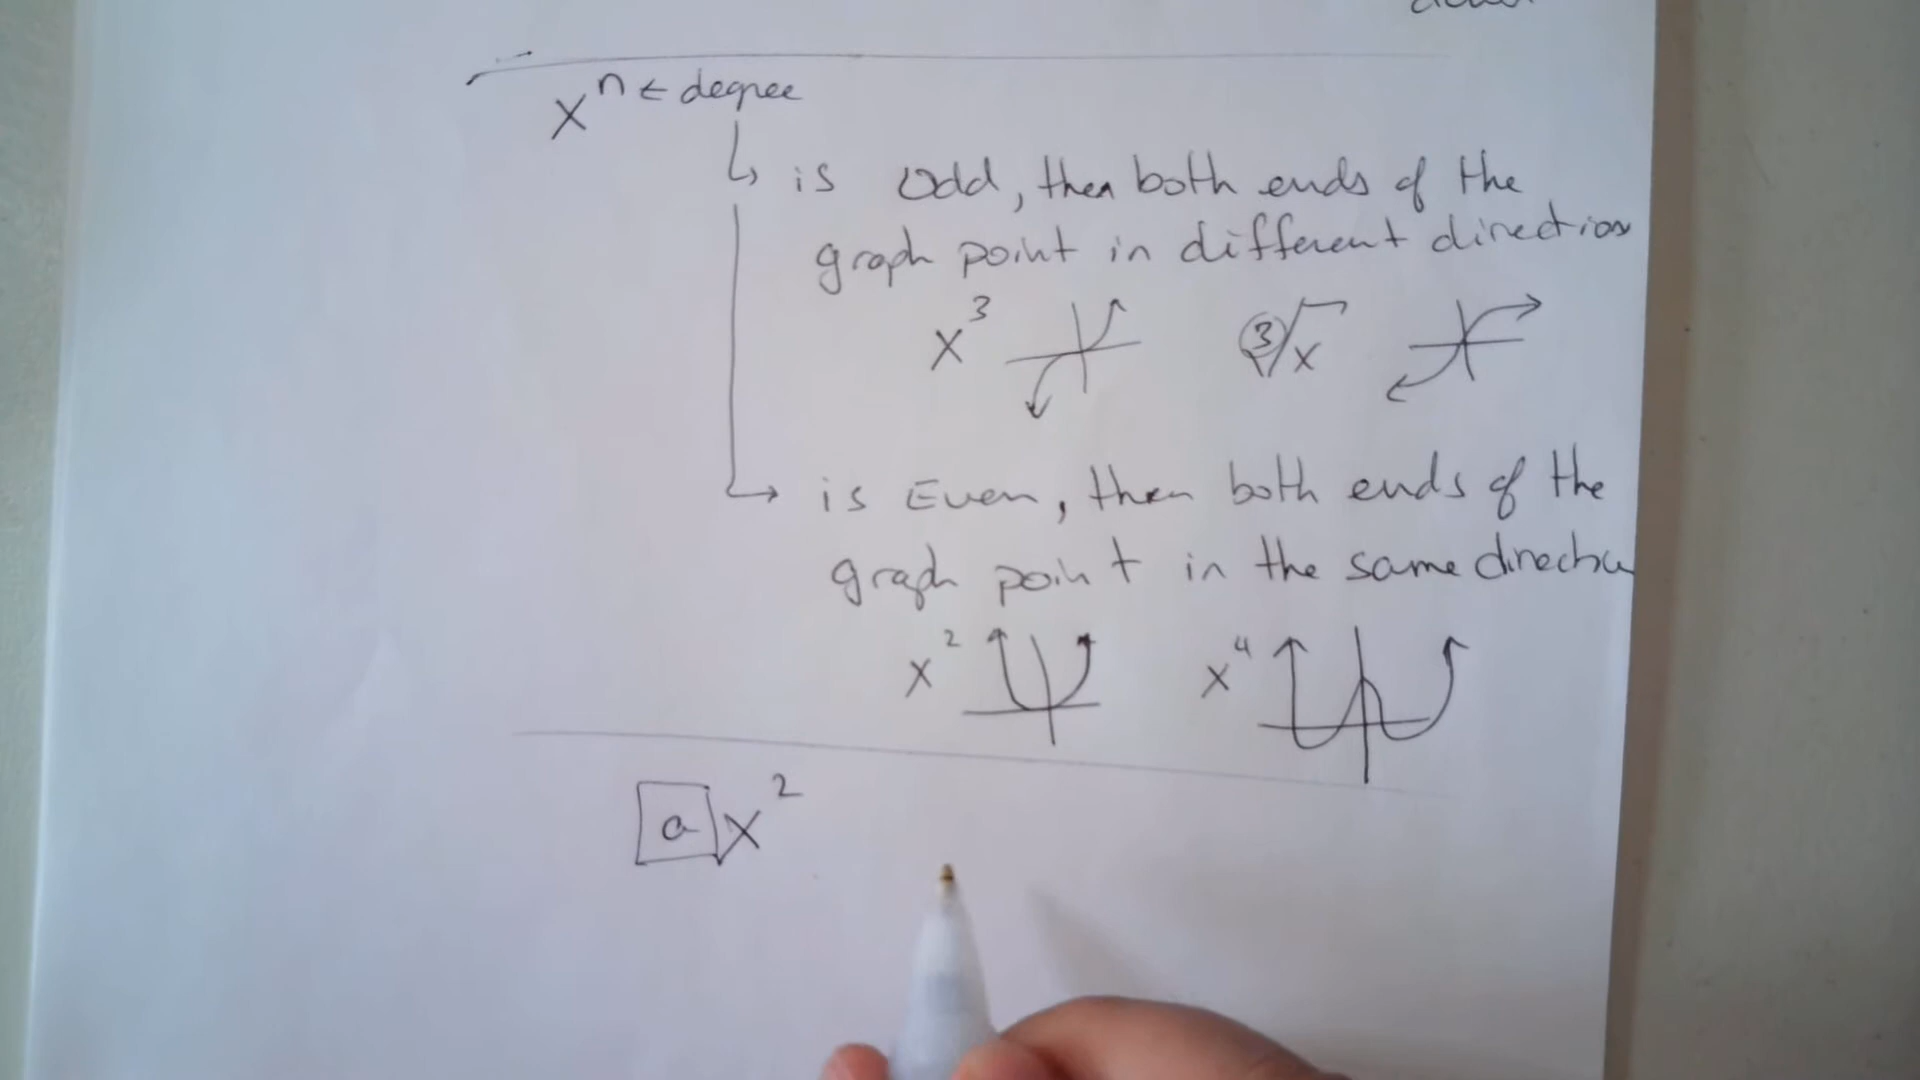 xⁿ ← degree
↳ is Odd, then both ends of the
graph point in different direction
x³ ∛x
→ is Even, then both ends of the
graph point in the same direction
x² x⁴
a x²